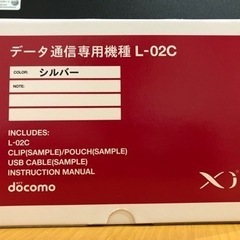 データ通信専用機種 L-02C
COLOR:
シルバー
NOTE:
INCLUDES:
L-02C
CLIP(SAMPLE)/POUCH(SAMPLE)
USB CABLE(SAMPLE)
INSTRUCTION MANUAL
döcomo
Xi